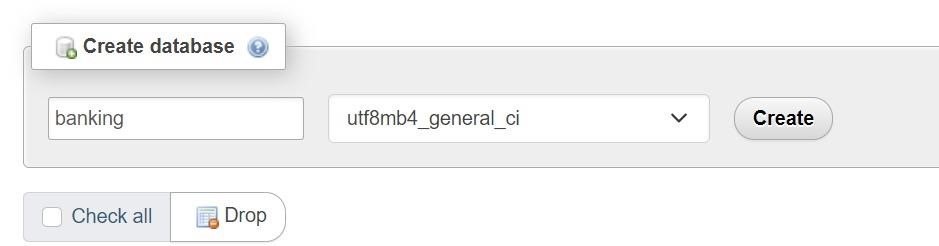 Create database
banking utf8mb4_general_ci Create
Check all Drop